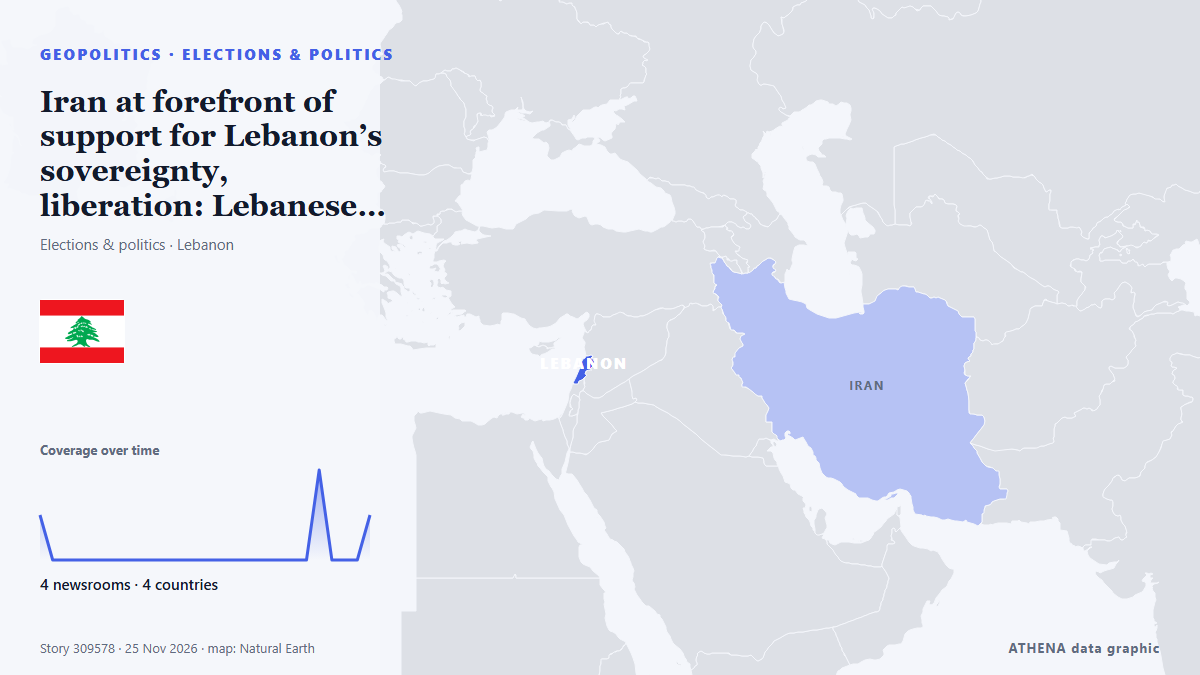 GEOPOLITICS · ELECTIONS & POLITICS
Iran at forefront of
support for Lebanon’s
sovereignty,
liberation: Lebanese…
Elections & politics · Lebanon
LEBANON
IRAN
Coverage over time
4 newsrooms · 4 countries
Story 309578 · 25 Nov 2026 · map: Natural Earth
ATHENA data graphic